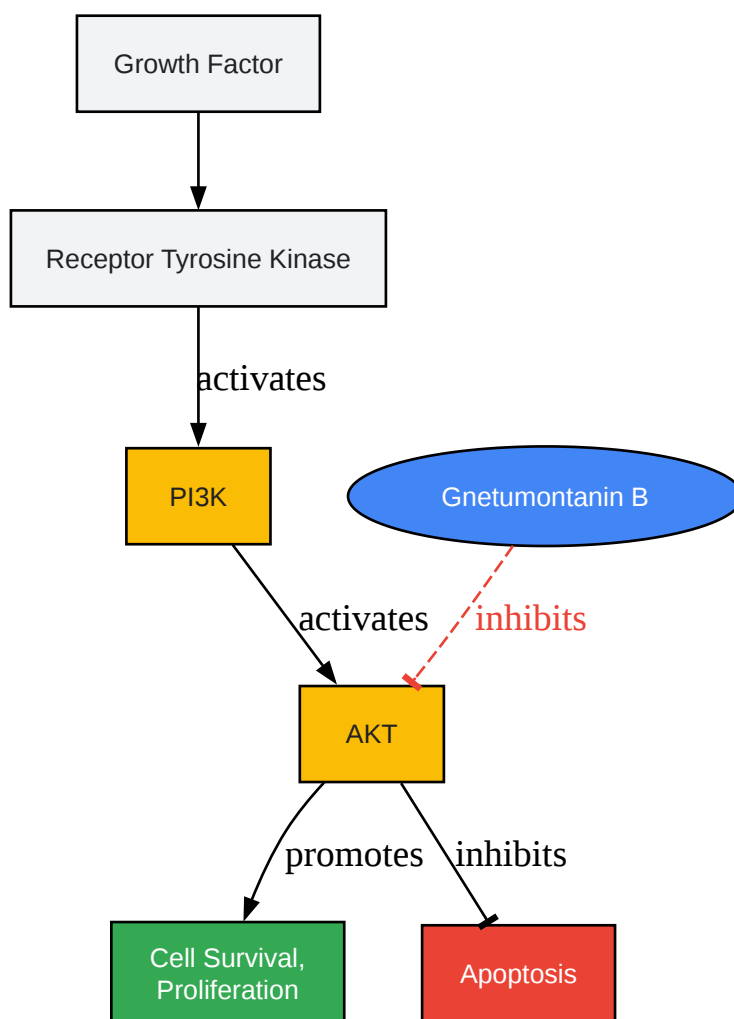 Growth Factor
Receptor Tyrosine Kinase
activates
PI3K
Gnetumontanin B
activates
inhibits
AKT
promotes
inhibits
Cell Survival,
Proliferation
Apoptosis